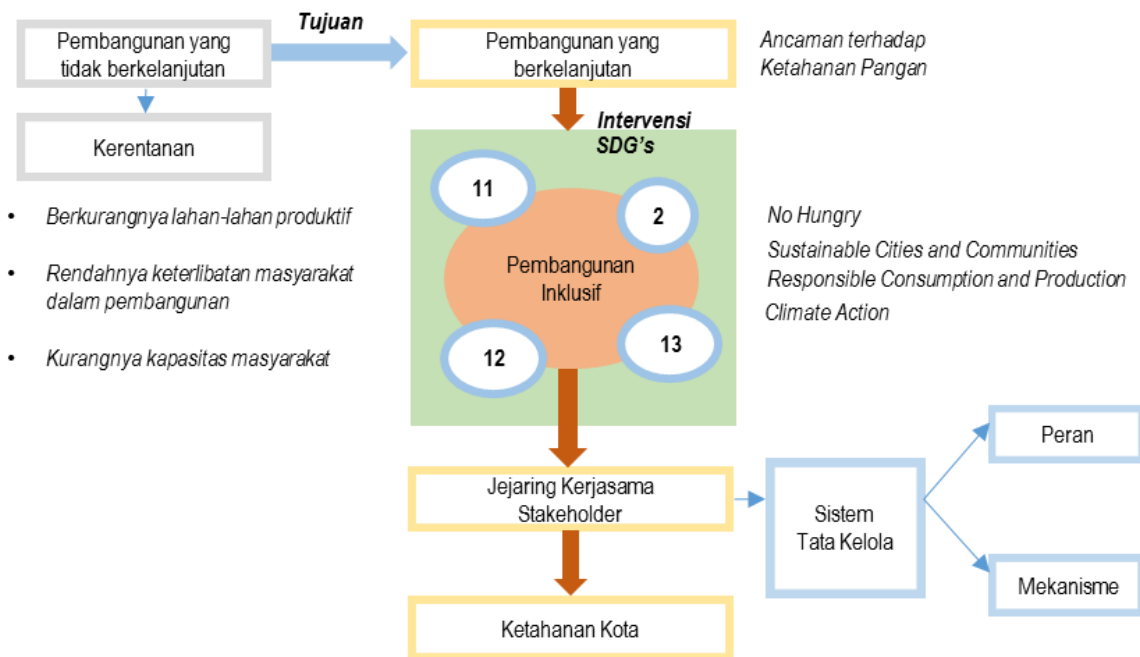 Tujuan
Pembangunan yang
tidak berkelanjutan
Pembangunan yang
berkelanjutan
Ancaman terhadap
Ketahanan Pangan
Kerentanan
Intervensi
SDG's
• Berkurangnya lahan-lahan produktif
• Rendahnya keterlibatan masyarakat
dalam pembangunan
• Kurangnya kapasitas masyarakat
11
2
Pembangunan
Inklusif
12
13
No Hungry
Sustainable Cities and Communities
Responsible Consumption and Production
Climate Action
Jejaring Kerjasama
Stakeholder
Sistem
Tata Kelola
Peran
Mekanisme
Ketahanan Kota